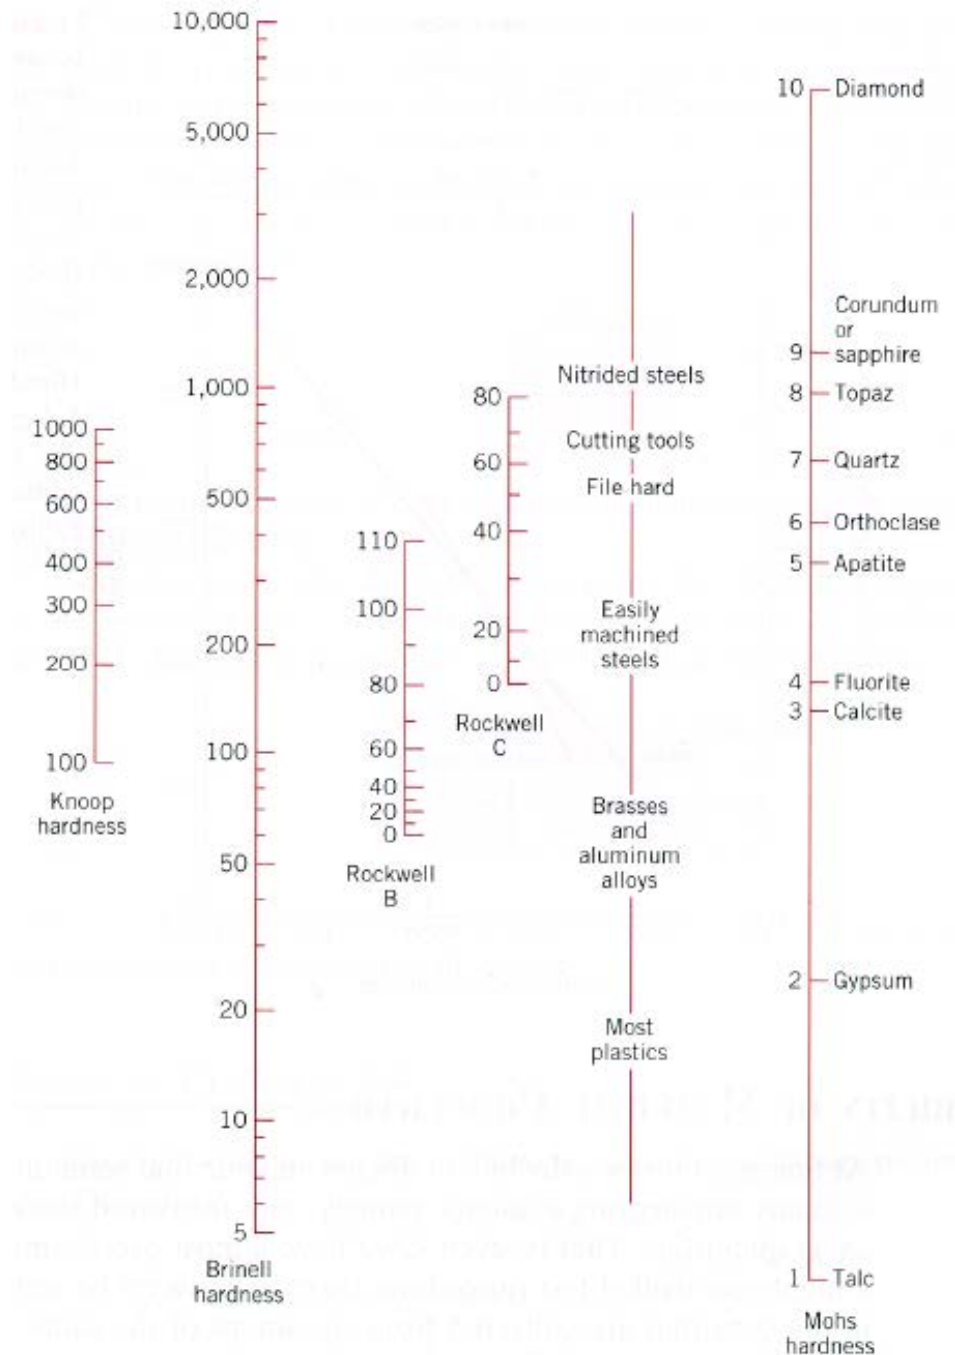 10,000
5,000
2,000
1,000
500
200
100
50
20
10
5
Brinell
hardness
1000
800
600
400
300
200
100
Knoop
hardness
110
100
80
60
40
20
0
Rockwell
B
80
60
40
20
0
Rockwell
C
Nitrided steels
Cutting tools
File hard
Easily
machined
steels
Brasses
and
aluminum
alloys
Most
plastics
10 Diamond
Corundum
or
9 sapphire
8 Topaz
7 Quartz
6 Orthoclase
5 Apatite
4 Fluorite
3 Calcite
2 Gypsum
1 Talc
Mohs
hardness